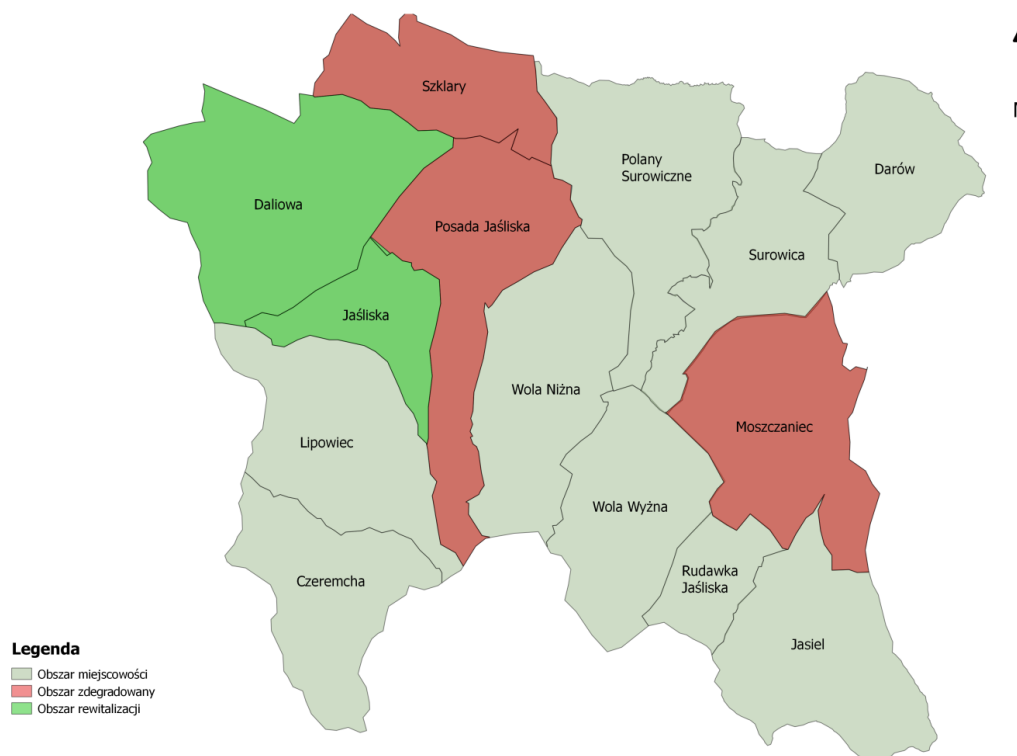 Szklary
Polany
Surowiczne
Darów
Daliowa
Posada Jaśliska
Surowica
Jaśliska
Wola Niżna
Moszczaniec
Lipowiec
Wola Wyżna
Czeremcha
Rudawka
Jaśliska
Jasiel
Legenda
Obszar miejscowości
Obszar zdegradowany
Obszar rewitalizacji